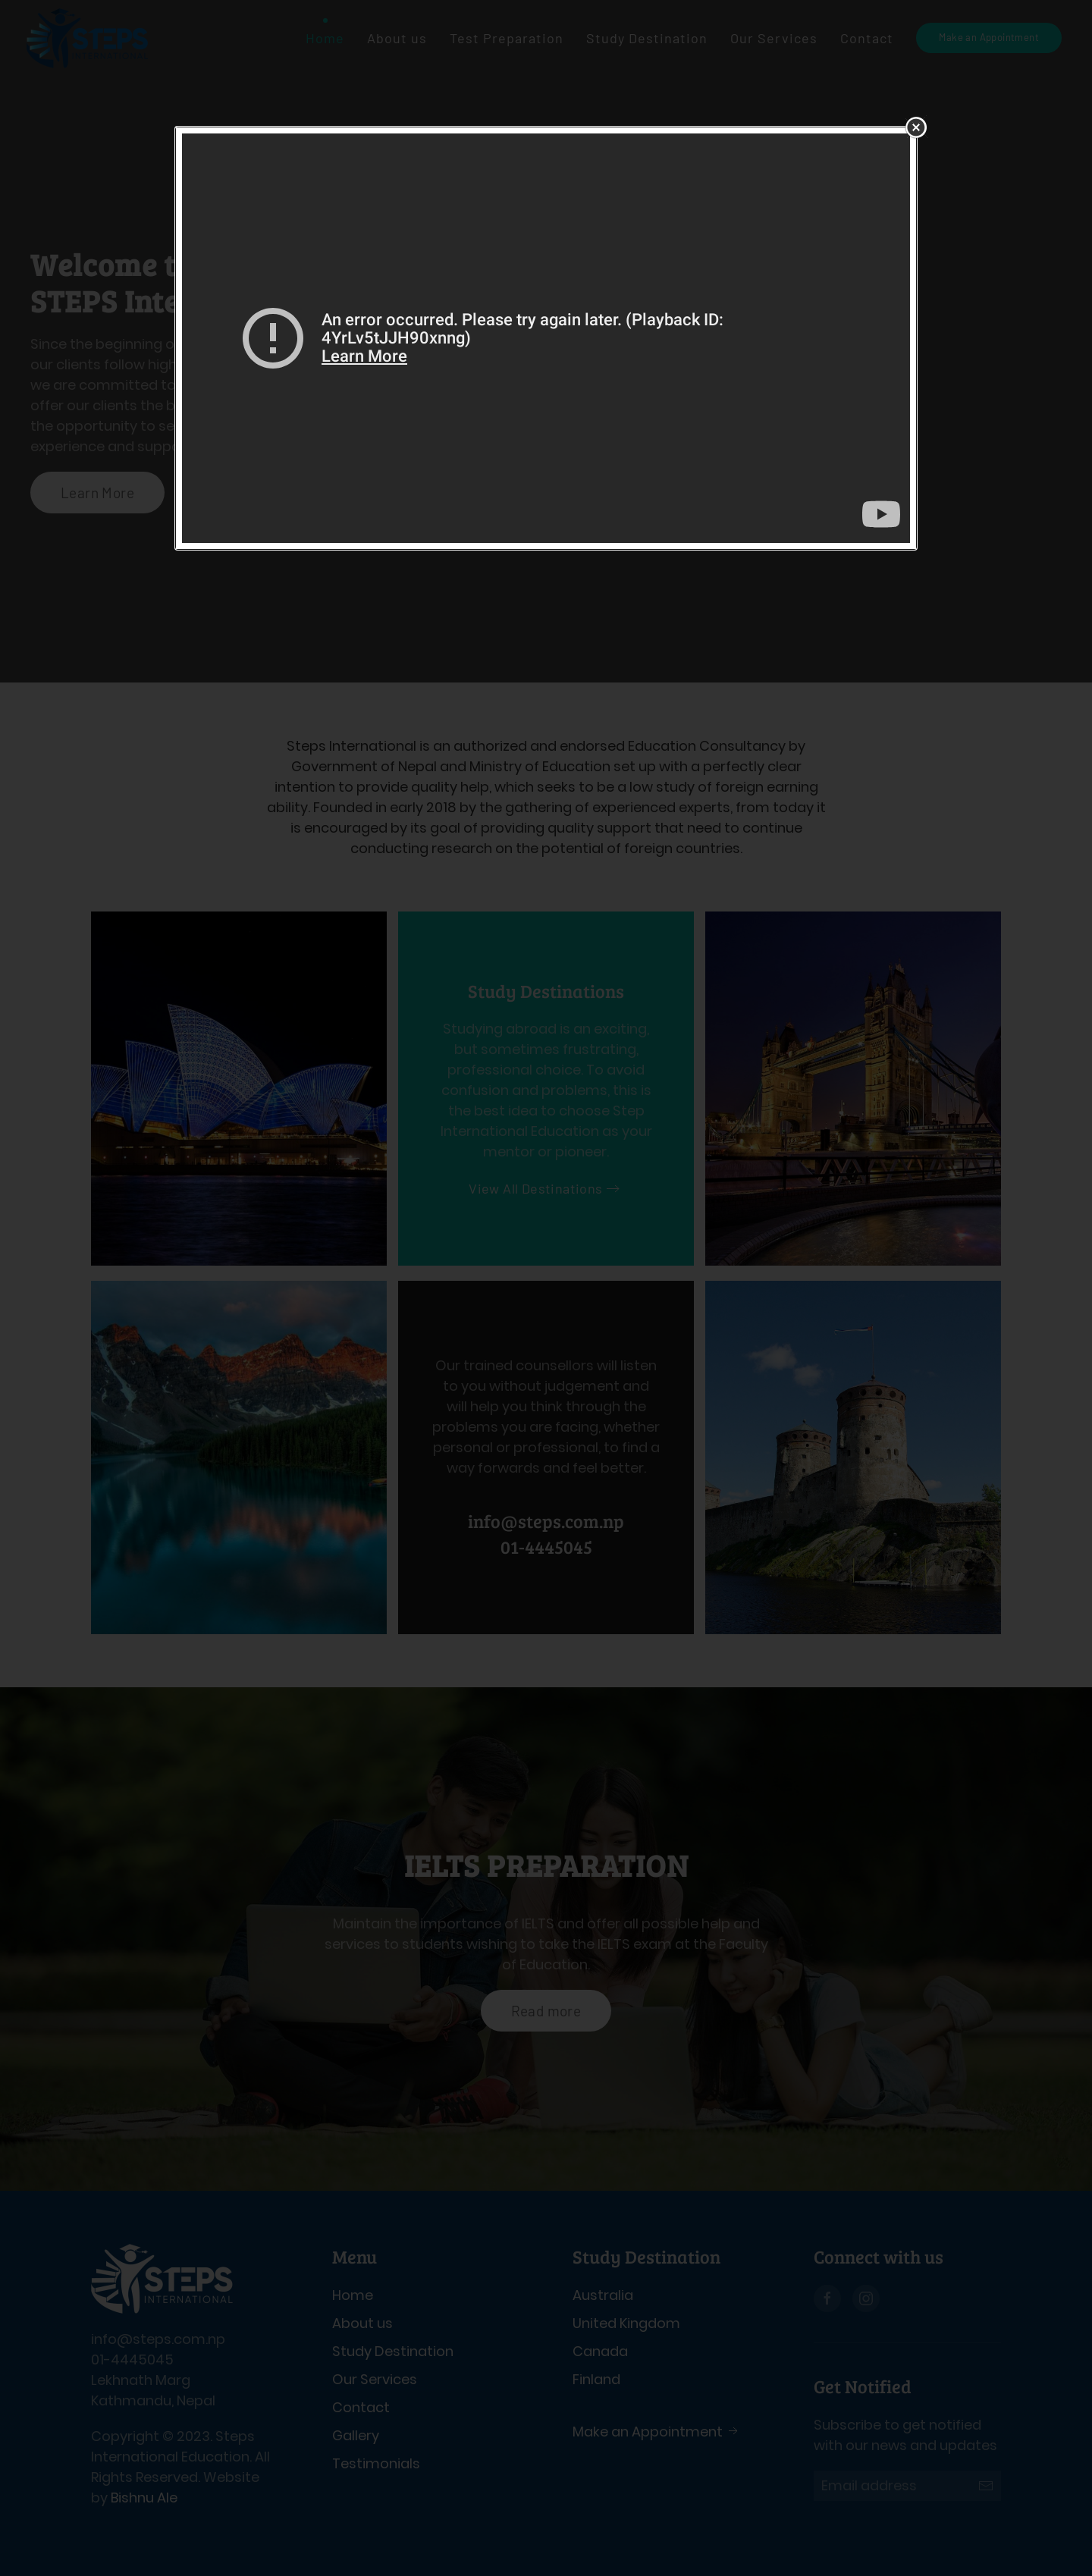 STEPS
Home
About us
Test Preparation
Study Destination
Our Services
Contact
Make an Appointment
An error occurred. Please try again later. (Playback ID:
4YrLv5tJJH90xnng)
Learn More
Welcome t
STEPS Inte
Since the beginning o
our clients follow high
we are committed to
offer our clients the b
the opportunity to se
experience and supp
Learn More
Steps International is an authorized and endorsed Education Consultancy by
Government of Nepal and Ministry of Education set up with a perfectly clear
intention to provide quality help, which seeks to be a low study of foreign earning
ability. Founded in early 2018 by the gathering of experienced experts, from today it
is encouraged by its goal of providing quality support that need to continue
conducting research on the potential of foreign countries.
Study Destinations
Studying abroad is an exciting,
but sometimes frustrating,
professional choice. To avoid
confusion and problems, this is
the best idea to choose Step
International Education as your
mentor or pioneer.
View All Destinations →
Our trained counsellors will listen
to you without judgement and
will help you think through the
problems you are facing, whether
personal or professional, to find a
way forwards and feel better.
info@steps.com.np
01-4445045
IELTS PREPARATION
Maintain the importance of IELTS and offer all possible help and
services to students wishing to take the IELTS exam at the Faculty
of Education.
Read more
STEPS
INTERNATIONAL
info@steps.com.np
01-4445045
Lekhnath Marg
Kathmandu, Nepal
Copyright © 2023. Steps
International Education. All
Rights Reserved. Website
by Bishnu Ale
Menu
Home
About us
Study Destination
Our Services
Contact
Gallery
Testimonials
Study Destination
Australia
United Kingdom
Canada
Finland
Make an Appointment →
Connect with us
Get Notified
Subscribe to get notified
with our news and updates
Email address